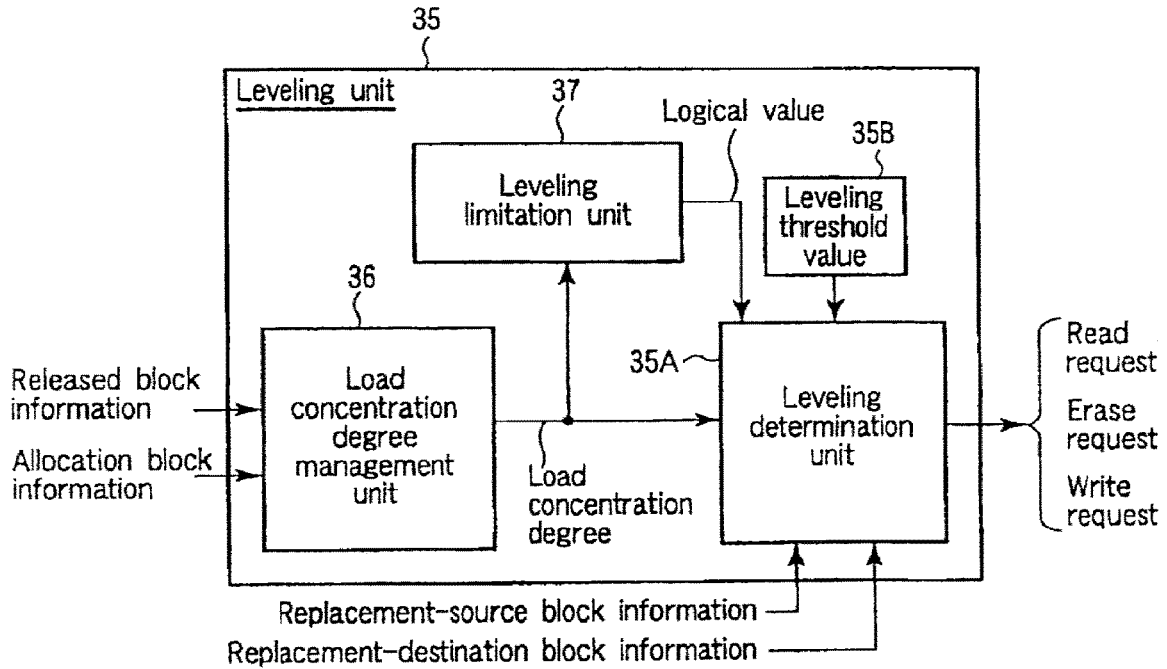 35
Leveling unit
37
Logical value
35B
Leveling
limitation unit
Leveling
threshold
value
36
35A
Load
concentration
degree
management
unit
Released block
information
Allocation block
information
Leveling
determination
unit
Load
concentration
degree
Read
request
Erase
request
Write
request
Replacement-source block information
Replacement-destination block information